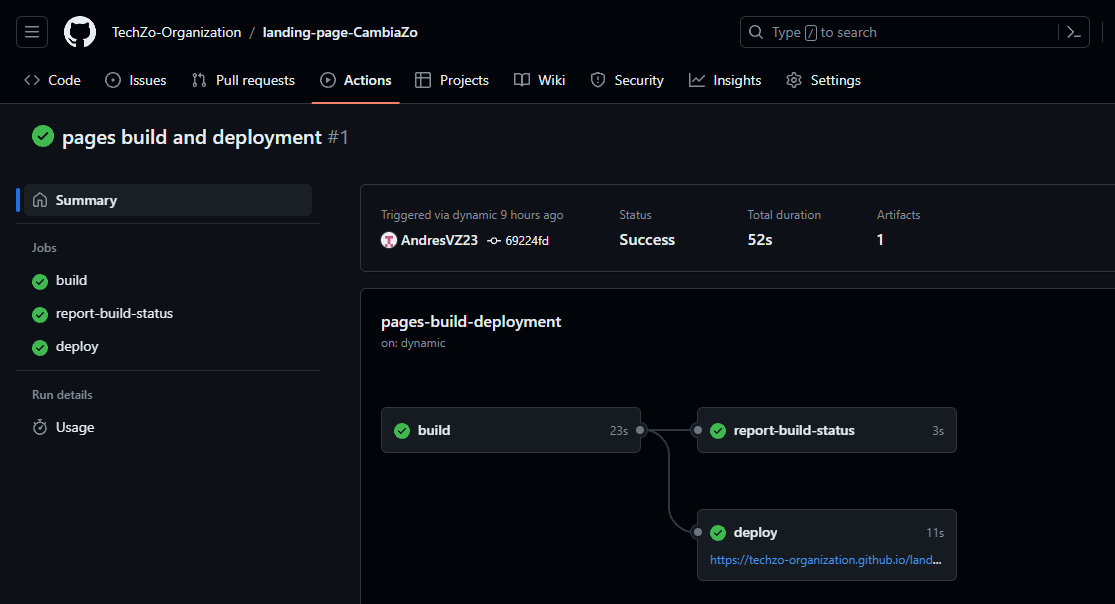 TechZo-Organization / landing-page-CambiaZo
Type / to search
Code Issues Pull requests Actions Projects Wiki Security Insights Settings
pages build and deployment #1
Summary
Jobs
build
report-build-status
deploy
Run details
Usage
Triggered via dynamic 9 hours ago Status Total duration Artifacts
AndresVZ23 69224fd Success 52s 1
pages-build-deployment
on: dynamic
build 23s
report-build-status 3s
deploy 11s
https://techzo-organization.github.io/land...